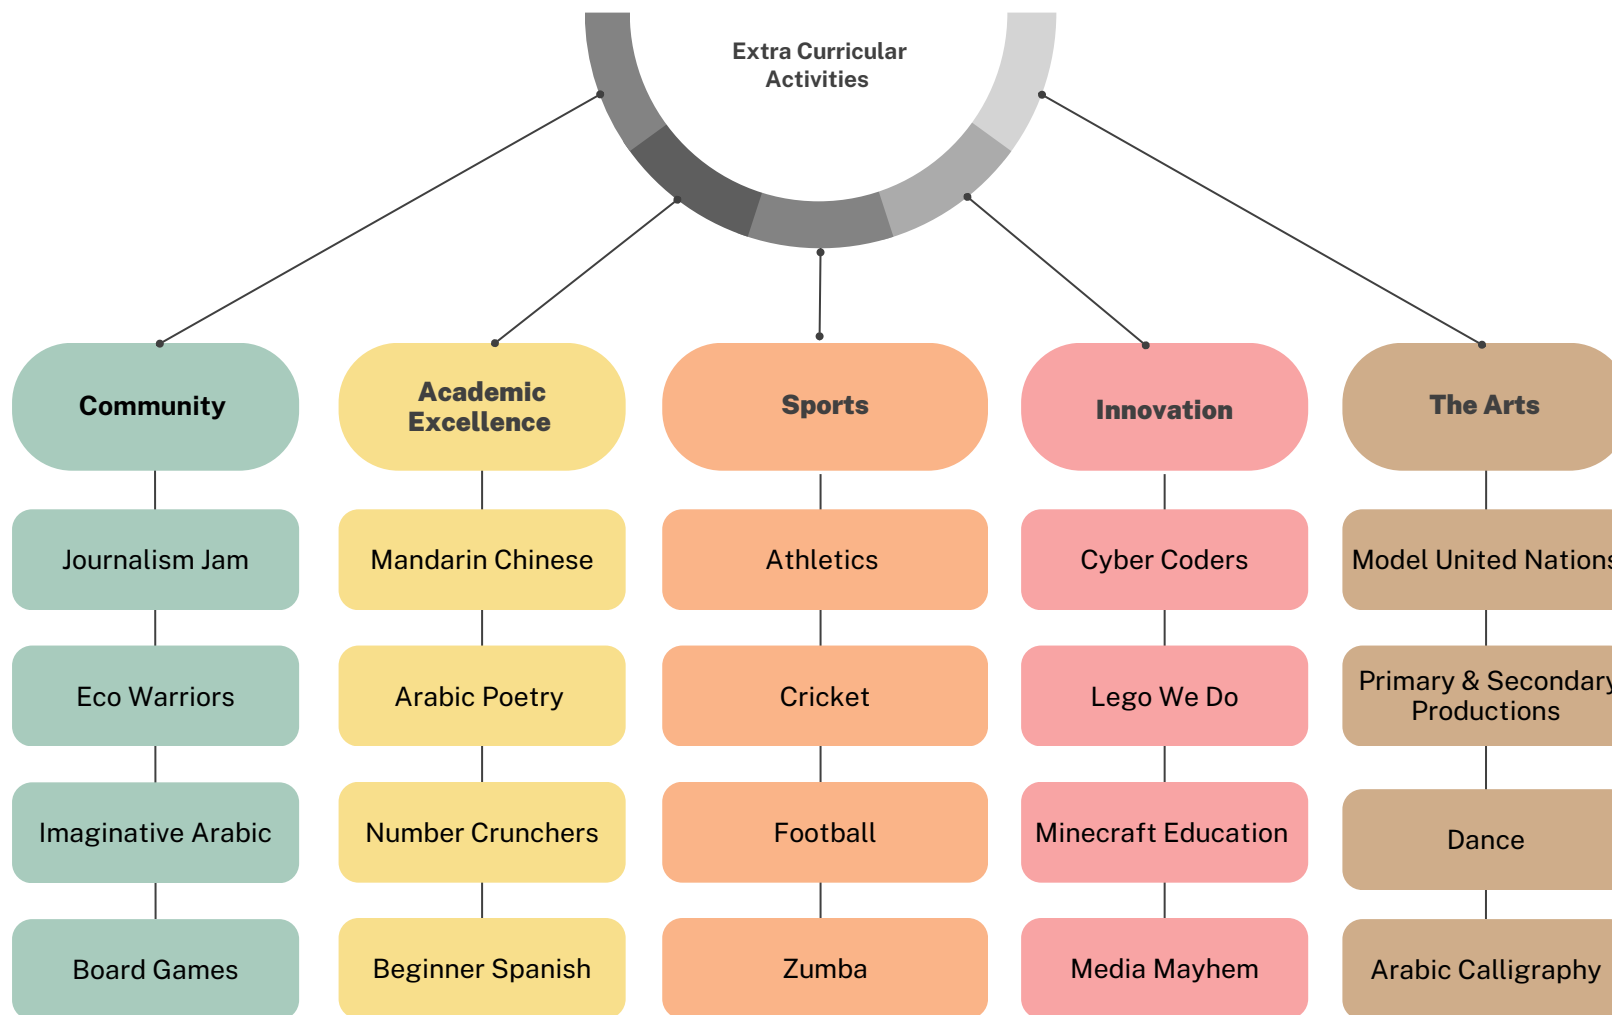 Extra Curricular
Activities
Community
Academic
Excellence
Sports
Innovation
The Arts
Journalism Jam
Mandarin Chinese
Athletics
Cyber Coders
Model United Nations
Eco Warriors
Arabic Poetry
Cricket
Lego We Do
Primary & Secondary
Productions
Imaginative Arabic
Number Crunchers
Football
Minecraft Education
Dance
Board Games
Beginner Spanish
Zumba
Media Mayhem
Arabic Calligraphy